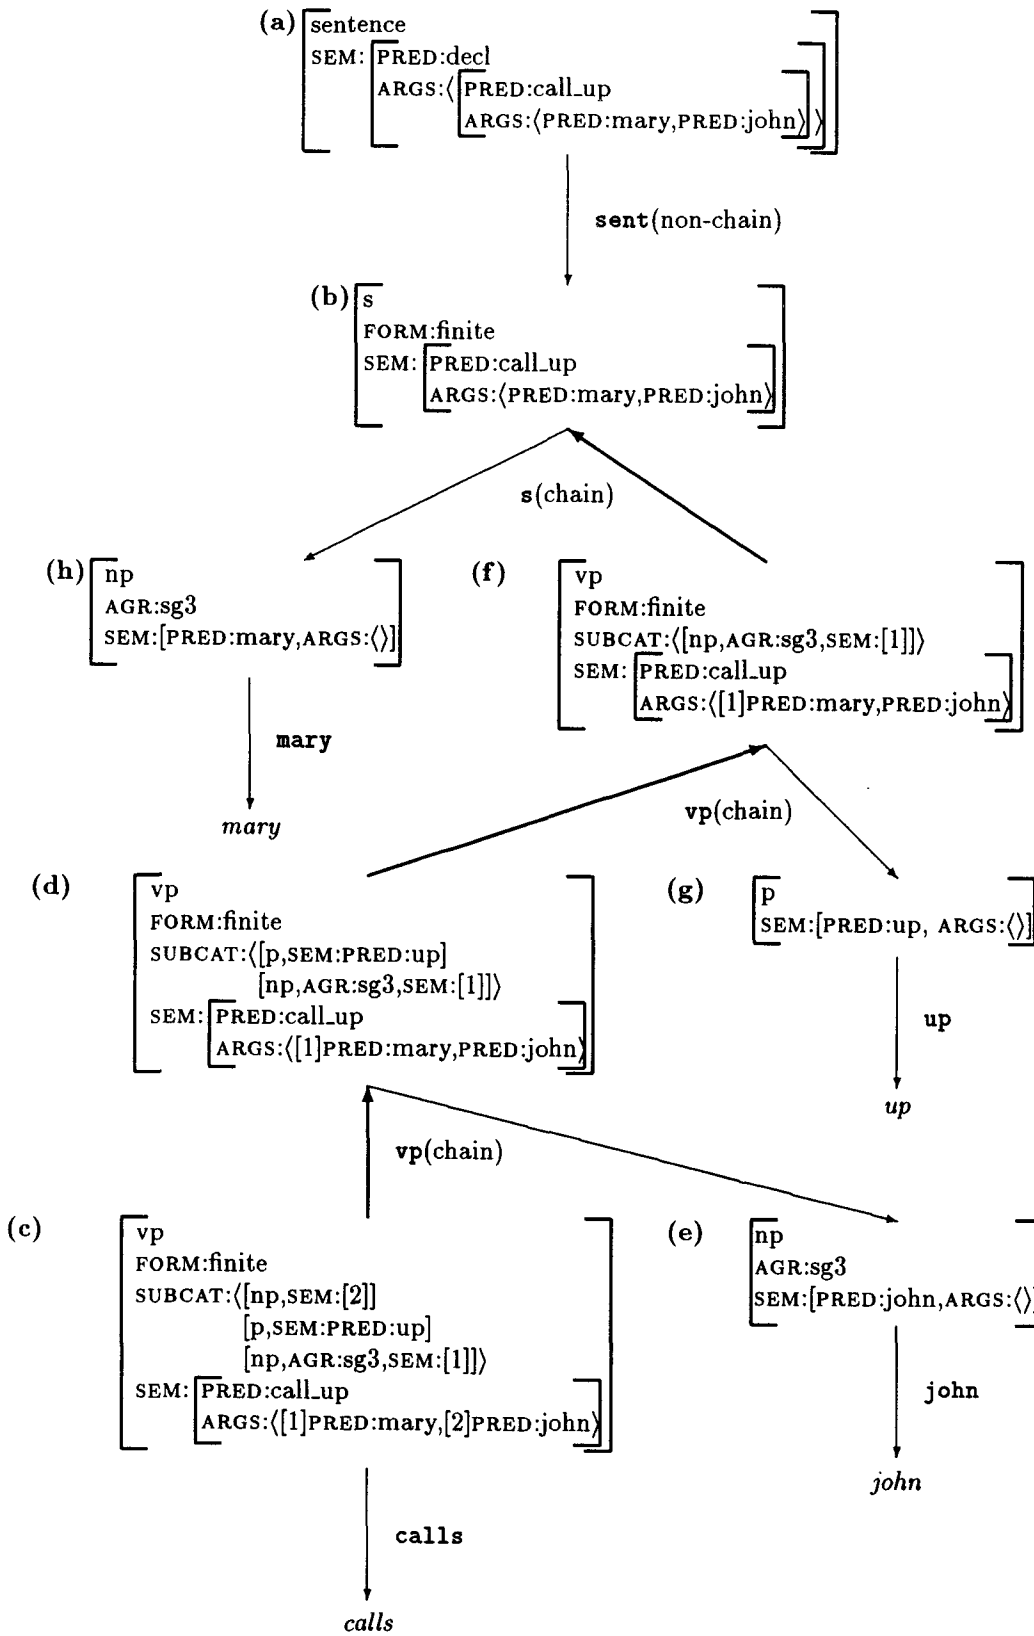 (a) sentence
SEM: PRED:decl
ARGS:⟨ PRED:call_up
ARGS:⟨PRED:mary,PRED:john⟩ ⟩
sent(non-chain)
(b) s
FORM:finite
SEM: PRED:call_up
ARGS:⟨PRED:mary,PRED:john⟩
s(chain)
(h) np
AGR:sg3
SEM:[PRED:mary,ARGS:⟨⟩]
mary
mary
(f) vp
FORM:finite
SUBCAT:⟨[np,AGR:sg3,SEM:[1]]⟩
SEM: PRED:call_up
ARGS:⟨[1]PRED:mary,PRED:john⟩
vp(chain)
(d) vp
FORM:finite
SUBCAT:⟨[p,SEM:PRED:up]
[np,AGR:sg3,SEM:[1]]⟩
SEM: PRED:call_up
ARGS:⟨[1]PRED:mary,PRED:john⟩
(g) p
SEM:[PRED:up, ARGS:⟨⟩]
up
up
vp(chain)
(c) vp
FORM:finite
SUBCAT:⟨[np,SEM:[2]]
[p,SEM:PRED:up]
[np,AGR:sg3,SEM:[1]]⟩
SEM: PRED:call_up
ARGS:⟨[1]PRED:mary,[2]PRED:john⟩
calls
calls
(e) np
AGR:sg3
SEM:[PRED:john,ARGS:⟨⟩]
john
john